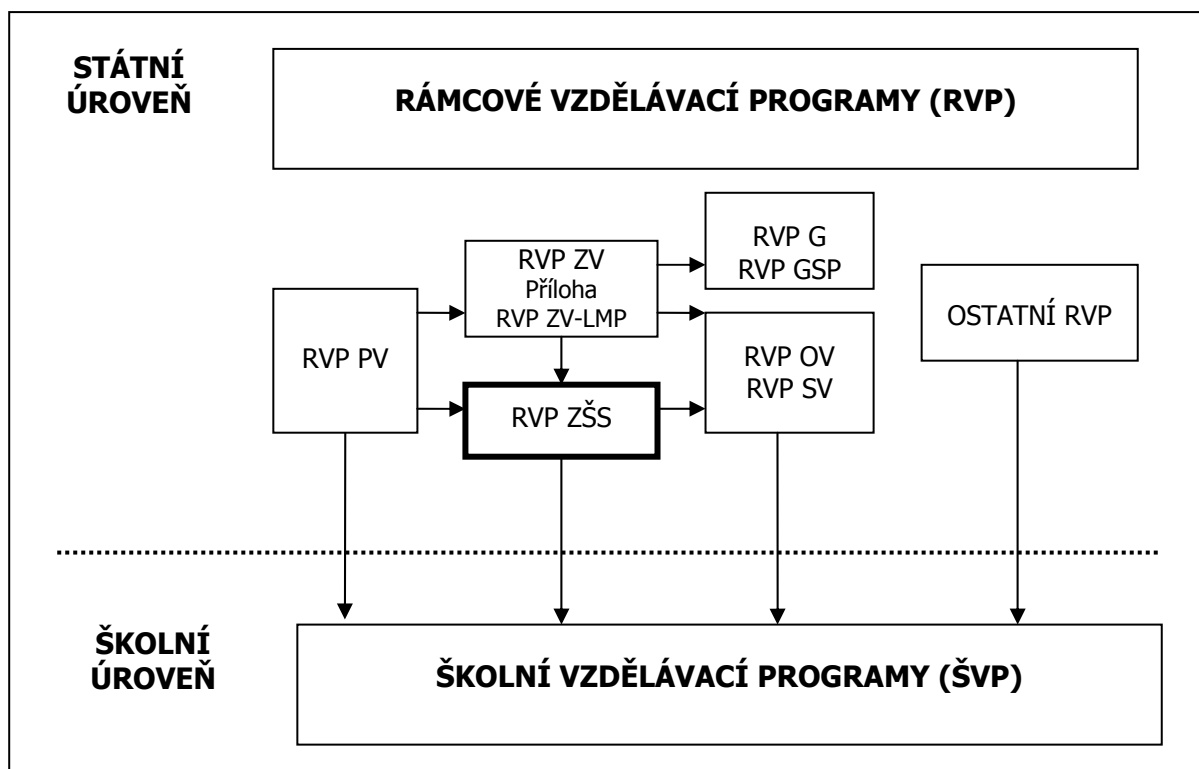 STÁTNÍ
ÚROVEŇ
RÁMCOVÉ VZDĚLÁVACÍ PROGRAMY (RVP)
RVP PV
RVP ZV
Příloha
RVP ZV-LMP
RVP ZŠS
RVP G
RVP GSP
RVP OV
RVP SV
OSTATNÍ RVP
ŠKOLNÍ
ÚROVEŇ
ŠKOLNÍ VZDĚLÁVACÍ PROGRAMY (ŠVP)